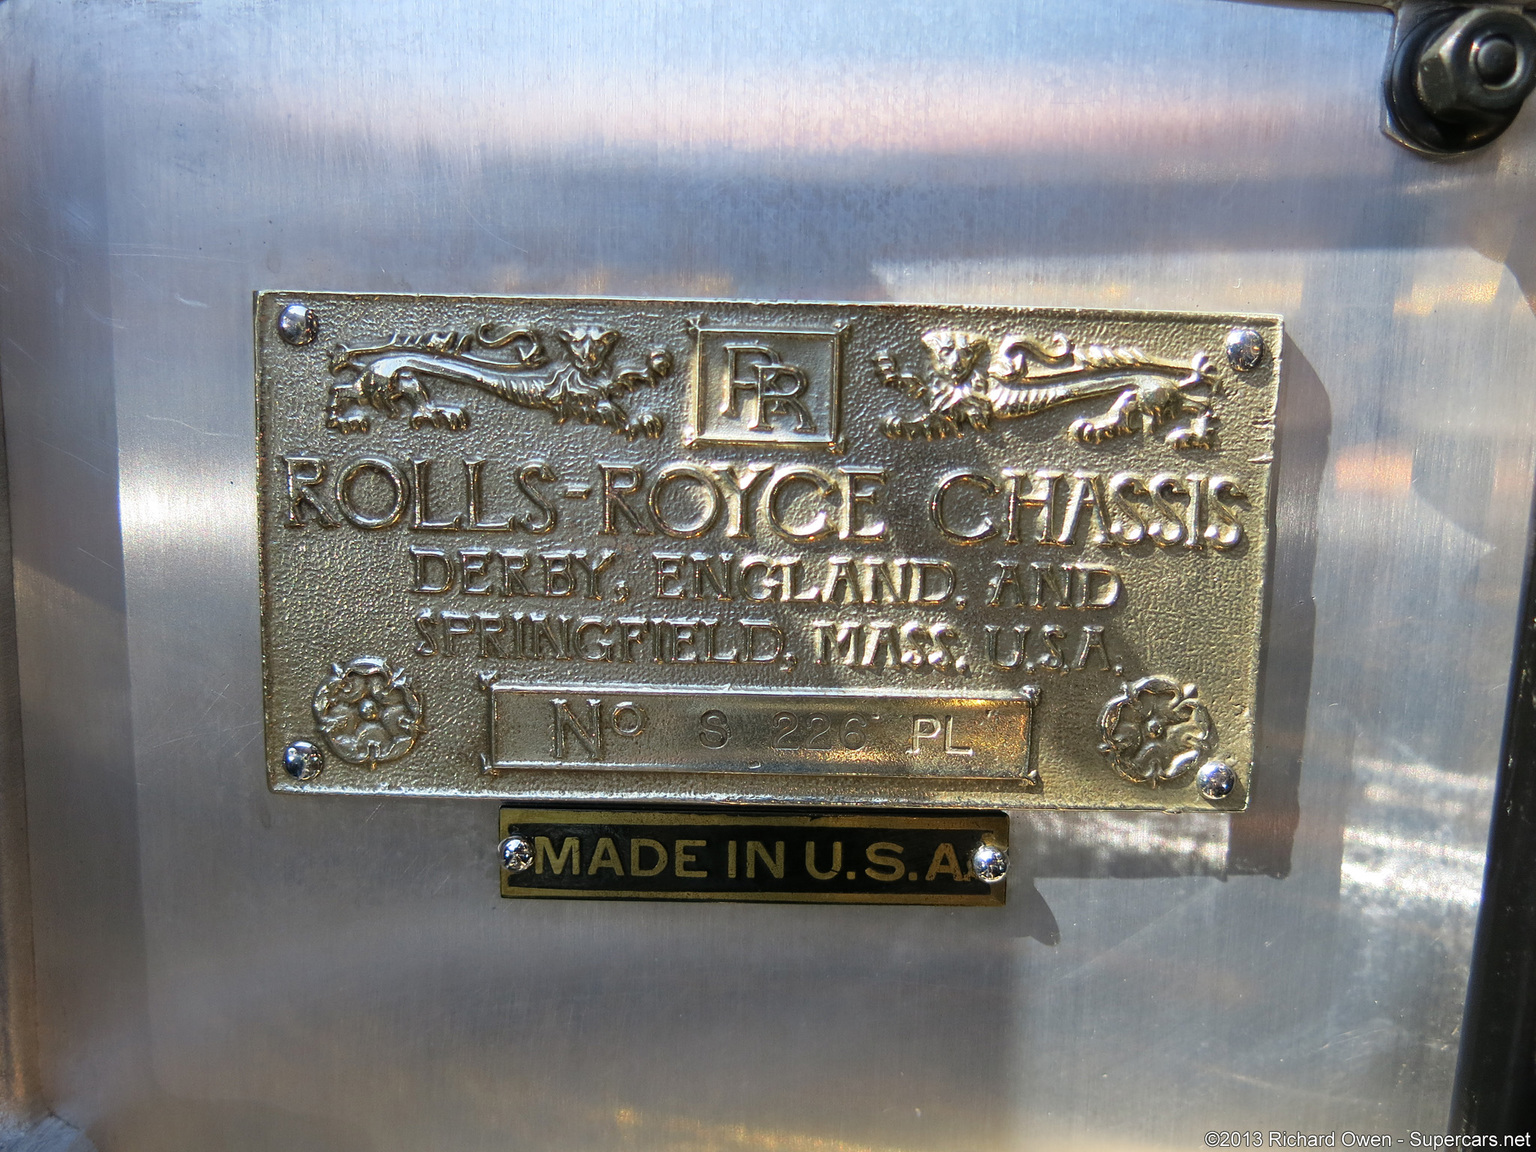 RR
ROLLS-ROYCE CHASSIS
DERBY, ENGLAND. AND
SPRINGFIELD, MASS. U.S.A.
Nº S 226 PL
MADE IN U.S.A.
©2013 Richard Owen - Supercars.net